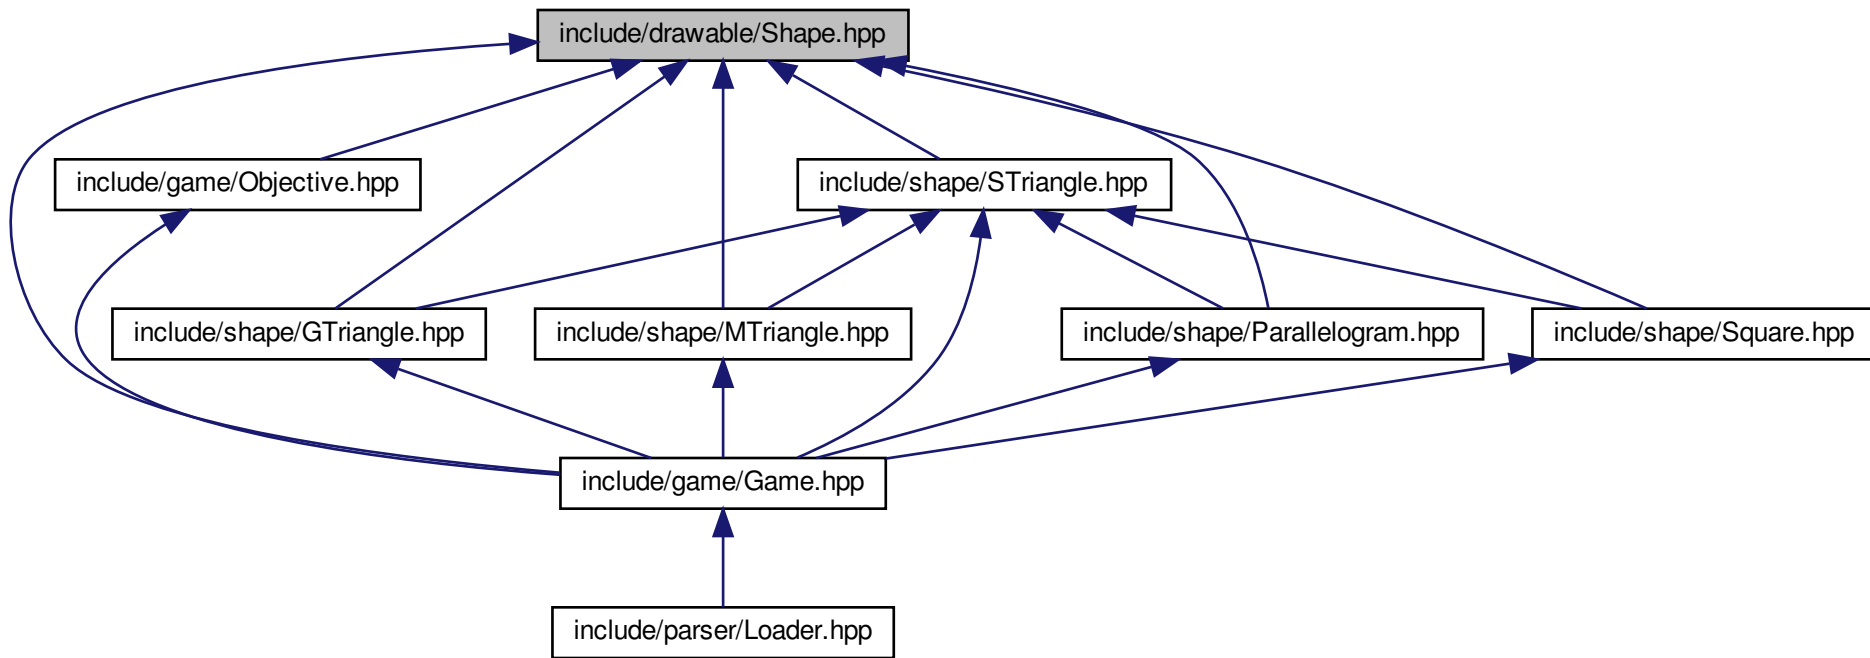 include/drawable/Shape.hpp
include/game/Objective.hpp
include/shape/STriangle.hpp
include/shape/GTriangle.hpp
include/shape/MTriangle.hpp
include/shape/Parallelogram.hpp
include/shape/Square.hpp
include/game/Game.hpp
include/parser/Loader.hpp